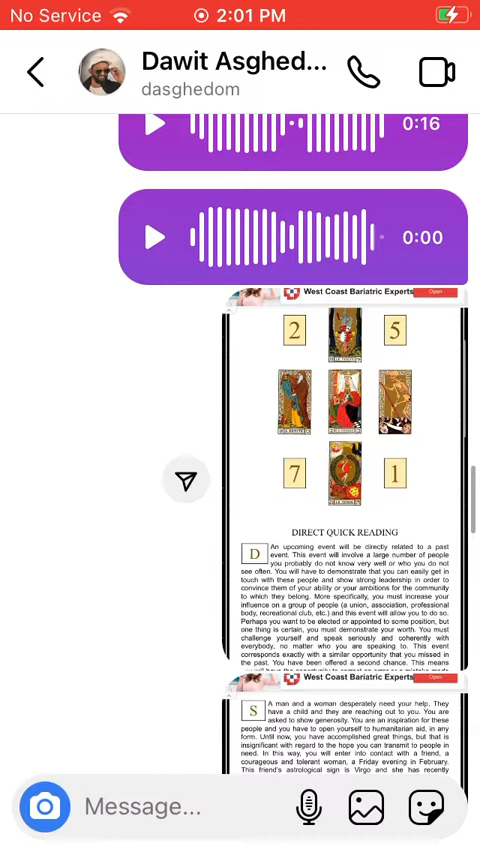 No Service 2:01 PM
Dawit Asghed...
dasghedom
0:16
0:00
West Coast Bariatric Experts Open
2 5
7 1
DIRECT QUICK READING
D An upcoming event will be directly related to a past
event. This event will involve a large number of people
you probably do not know very well or who you do not
see often. You will have to demonstrate that you can easily get in
touch with these people and show strong leadership in order to
convince them of your ability or your ambitions for the community
to which they belong. More specifically, you must increase your
influence on a group of people (a union, association, professional
body, recreational club, etc.) and this event will allow you to do so.
Perhaps you want to be elected or appointed to some position, but
one thing is certain, you must demonstrate your worth. You must
challenge yourself and speak seriously and coherently with
everybody, no matter who you are speaking to. This event
corresponds exactly with a similar opportunity that you missed in
the past. You have been offered a second chance. This means
West Coast Bariatric Experts Open
S A man and a woman desperately need your help. They
have a child and they are reaching out to you. You are
asked to show generosity. You are an inspiration for these
people and you have to open yourself to humanitarian aid, in any
form. Until now, you have accomplished great things, but that is
insignificant with regard to the hope you can transmit to people in
need. In this way, you will enter into contact with a friend, a
courageous and tolerant woman, a Friday evening in February.
This friend's astrological sign is Virgo and she has recently
Message...